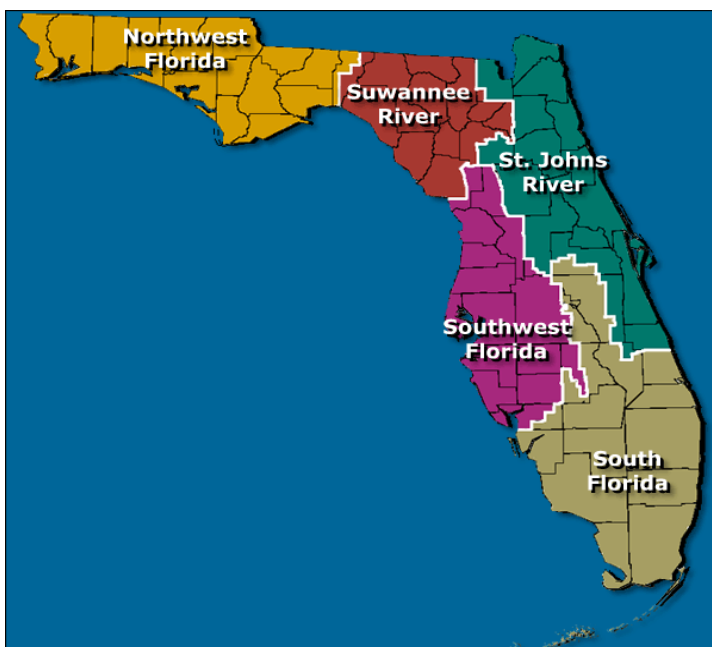 Northwest
Florida
Suwannee
River
St. Johns
River
Southwest
Florida
South
Florida